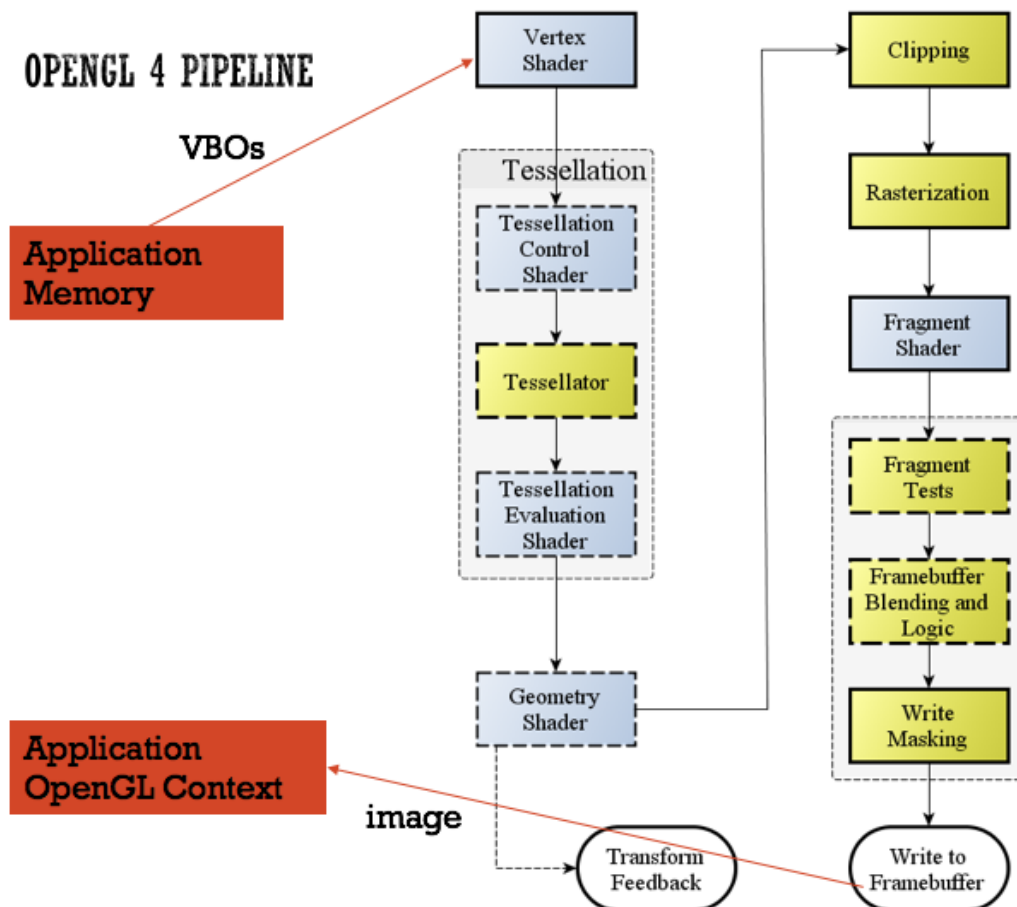 OPENGL 4 PIPELINE
VBOs
Application
Memory
Vertex
Shader
Tessellation
Tessellation
Control
Shader
Tessellator
Tessellation
Evaluation
Shader
Geometry
Shader
Transform
Feedback
Clipping
Rasterization
Fragment
Shader
Fragment
Tests
Framebuffer
Blending and
Logic
Write
Masking
Write to
Framebuffer
image
Application
OpenGL Context